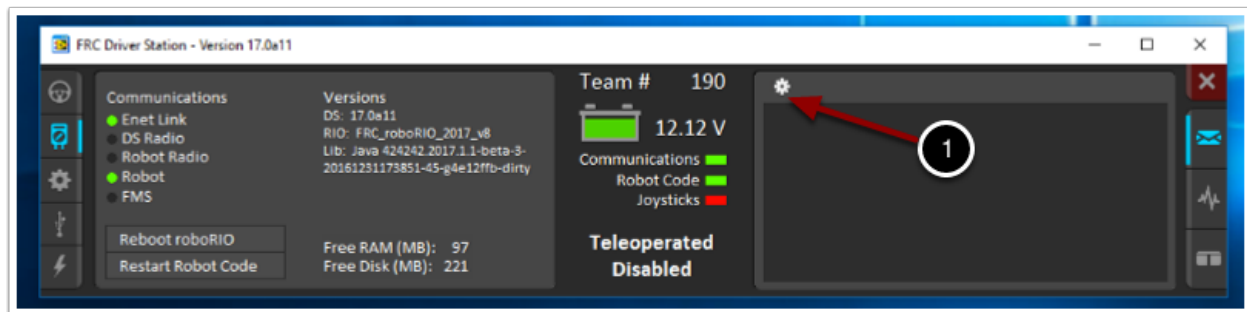 FRC Driver Station - Version 17.0a11
Communications
Enet Link
DS Radio
Robot Radio
Robot
FMS
Reboot roboRIO
Restart Robot Code
Versions
DS: 17.0a11
RIO: FRC_roboRIO_2017_v8
Lib: Java 424242.2017.1.1-beta-3-
20161231173851-45-g4e12ffb-dirty
Free RAM (MB): 97
Free Disk (MB): 221
Team # 190
12.12 V
Communications
Robot Code
Joysticks
Teleoperated
Disabled
1